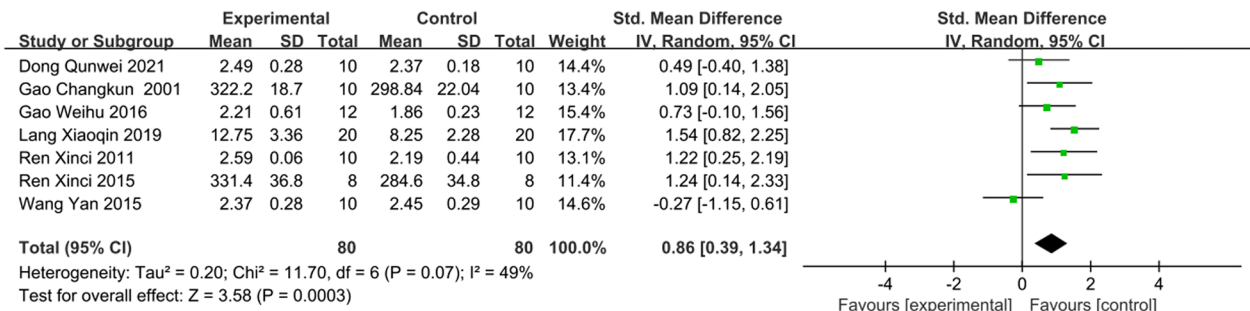 Experimental Control Std. Mean Difference Std. Mean Difference
Study or Subgroup Mean SD Total Mean SD Total Weight IV, Random, 95% CI IV, Random, 95% CI
Dong Qunwei 2021 2.49 0.28 10 2.37 0.18 10 14.4% 0.49 [-0.40, 1.38]
Gao Changkun 2001 322.2 18.7 10 298.84 22.04 10 13.4% 1.09 [0.14, 2.05]
Gao Weihu 2016 2.21 0.61 12 1.86 0.23 12 15.4% 0.73 [-0.10, 1.56]
Lang Xiaoqin 2019 12.75 3.36 20 8.25 2.28 20 17.7% 1.54 [0.82, 2.25]
Ren Xinci 2011 2.59 0.06 10 2.19 0.44 10 13.1% 1.22 [0.25, 2.19]
Ren Xinci 2015 331.4 36.8 8 284.6 34.8 8 11.4% 1.24 [0.14, 2.33]
Wang Yan 2015 2.37 0.28 10 2.45 0.29 10 14.6% -0.27 [-1.15, 0.61]
Total (95% CI) 80 80 100.0% 0.86 [0.39, 1.34]
Heterogeneity: Tau² = 0.20; Chi² = 11.70, df = 6 (P = 0.07); I² = 49%
Test for overall effect: Z = 3.58 (P = 0.0003)
-4 -2 0 2 4
Favours [experimental] Favours [control]